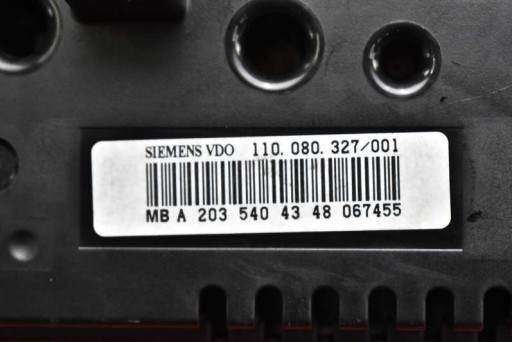 SIEMENS VDO 110.080.327/001
MB A 203 540 43 48 067455